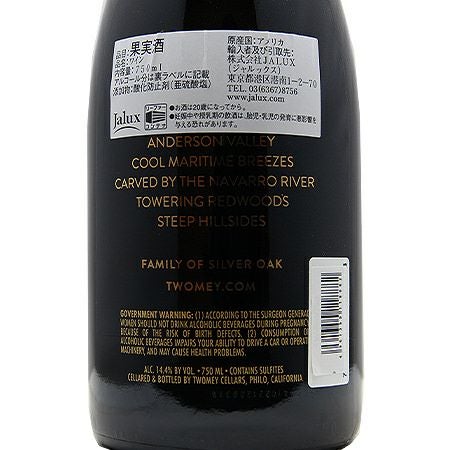 品目:果実酒
品名:ワイン
内容量:750ml
アルコール分は裏ラベルに記載
添加物:酸化防止剤(亜硫酸塩)
原産国:アメリカ
輸入者及び引取先:
株式会社JALUX
(ジャルックス)
東京都港区港南1-2-70
TEL. 03(6367)8756
www.jalux.com
Jalux
リーファー
コンテナ
●お酒は20歳になってから。
●妊娠中や授乳期の飲酒は、胎児・乳児の発育に悪影響を
与える恐れがあります。
ANDERSON VALLEY
COOL MARITIME BREEZES
CARVED BY THE NAVARRO RIVER
TOWERING REDWOODS
STEEP HILLSIDES
FAMILY OF SILVER OAK
TWOMEY.COM
GOVERNMENT WARNING: (1) ACCORDING TO THE SURGEON GENERAL
WOMEN SHOULD NOT DRINK ALCOHOLIC BEVERAGES DURING PREGNANCY
BECAUSE OF THE RISK OF BIRTH DEFECTS. (2) CONSUMPTION
ALCOHOLIC BEVERAGES IMPAIRS YOUR ABILITY TO DRIVE A CAR OR OPERA
MACHINERY, AND MAY CAUSE HEALTH PROBLEMS.
ALC. 14.4% BY VOL. • 750 ML • CONTAINS SULFITES
CELLARED & BOTTLED BY TWOMEY CELLARS, PHILO, CALIFORNIA